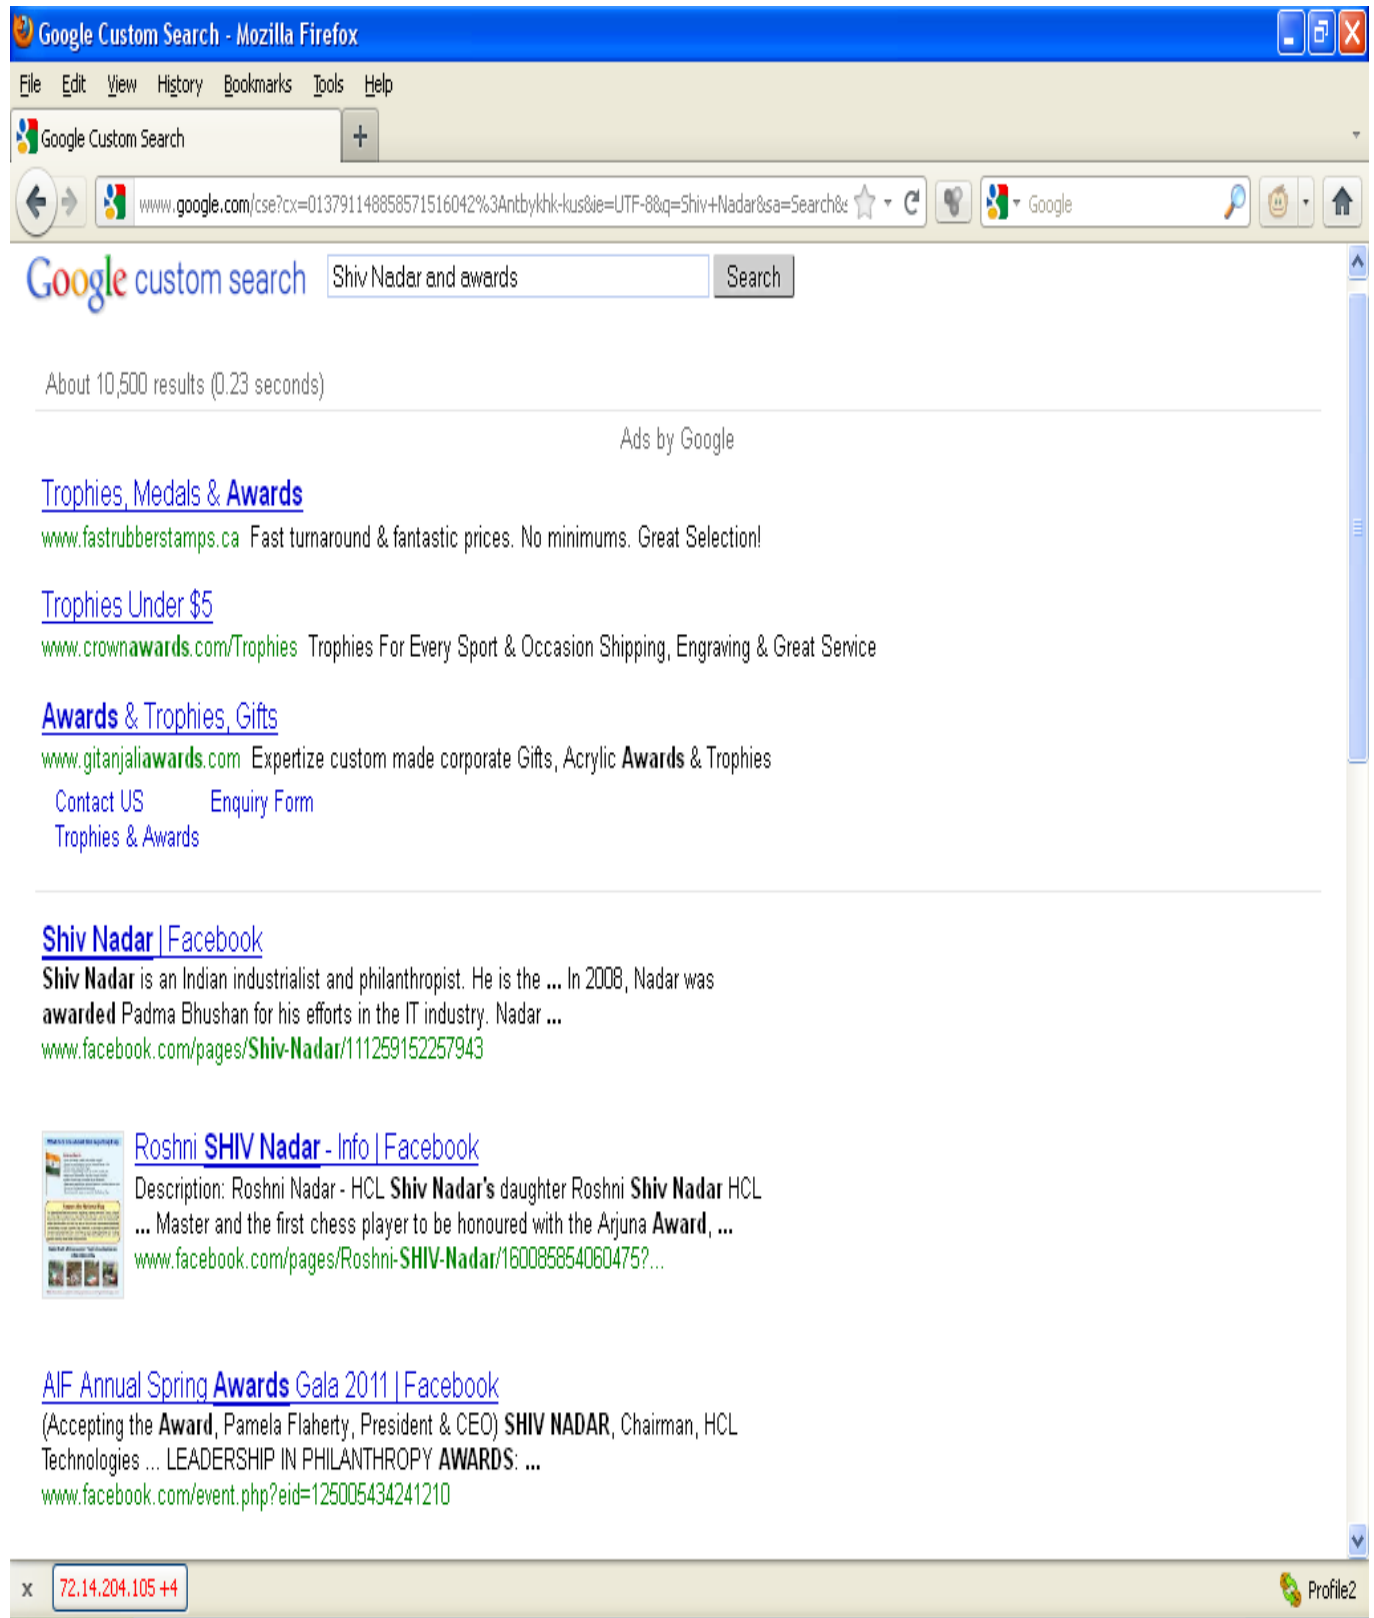 Google Custom Search - Mozilla Firefox
File Edit View History Bookmarks Tools Help
Google Custom Search +
www.google.com/cse?cx=013791148858571516042%3Antbykhk-kus&ie=UTF-8&q=Shiv+Nadar&sa=Search&s Google
Google custom search Shiv Nadar and awards Search
About 10,500 results (0.23 seconds)
Ads by Google
Trophies, Medals & Awards
www.fastrubberstamps.ca Fast turnaround & fantastic prices. No minimums. Great Selection!
Trophies Under $5
www.crownawards.com/Trophies Trophies For Every Sport & Occasion Shipping, Engraving & Great Service
Awards & Trophies, Gifts
www.gitanjaliawards.com Expertize custom made corporate Gifts, Acrylic Awards & Trophies
Contact US Enquiry Form
Trophies & Awards
Shiv Nadar | Facebook
Shiv Nadar is an Indian industrialist and philanthropist. He is the ... In 2008, Nadar was
awarded Padma Bhushan for his efforts in the IT industry. Nadar ...
www.facebook.com/pages/Shiv-Nadar/111259152257943
Roshni SHIV Nadar - Info | Facebook
Description: Roshni Nadar - HCL Shiv Nadar's daughter Roshni Shiv Nadar HCL
... Master and the first chess player to be honoured with the Arjuna Award, ...
www.facebook.com/pages/Roshni-SHIV-Nadar/160085854060475?...
AIF Annual Spring Awards Gala 2011 | Facebook
(Accepting the Award, Pamela Flaherty, President & CEO) SHIV NADAR, Chairman, HCL
Technologies ... LEADERSHIP IN PHILANTHROPY AWARDS: ...
www.facebook.com/event.php?eid=125005434241210
x 72.14.204.105 +4 Profile2